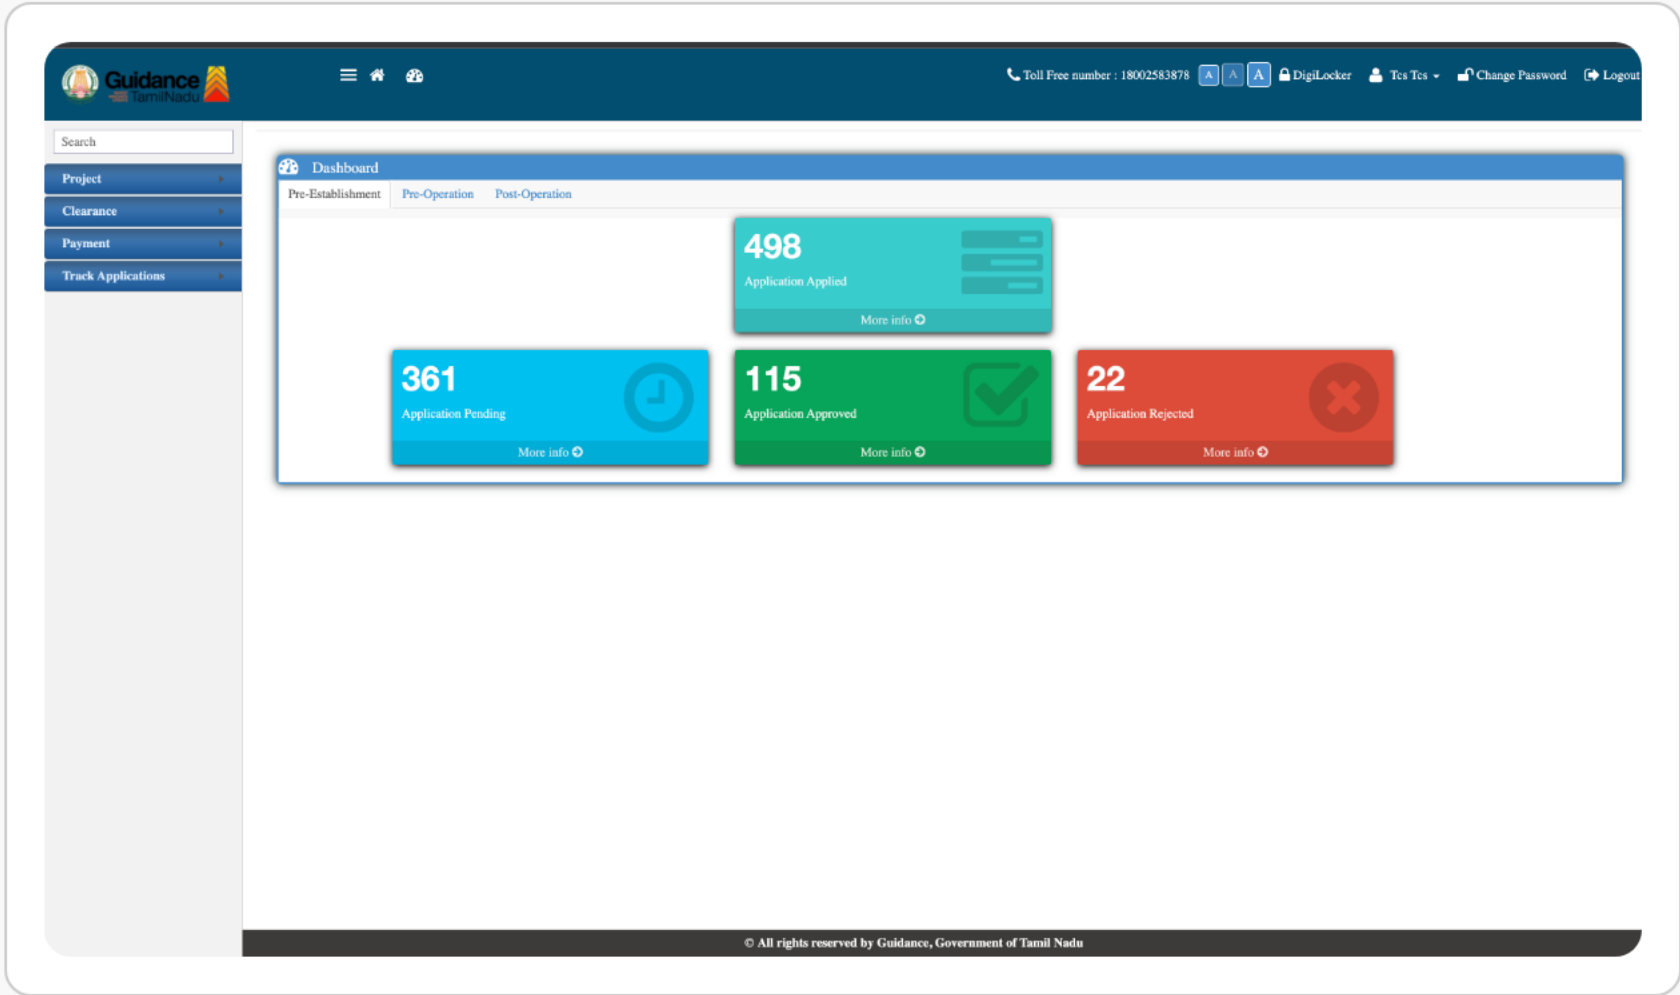 Guidance
TamilNadu
Toll Free number : 18002583878 A A A DigiLocker Tcs Tcs Change Password Logout
Search
Project
Clearance
Payment
Track Applications
Dashboard
Pre-Establishment Pre-Operation Post-Operation
498
Application Applied
More info
361
Application Pending
More info
115
Application Approved
More info
22
Application Rejected
More info
© All rights reserved by Guidance, Government of Tamil Nadu